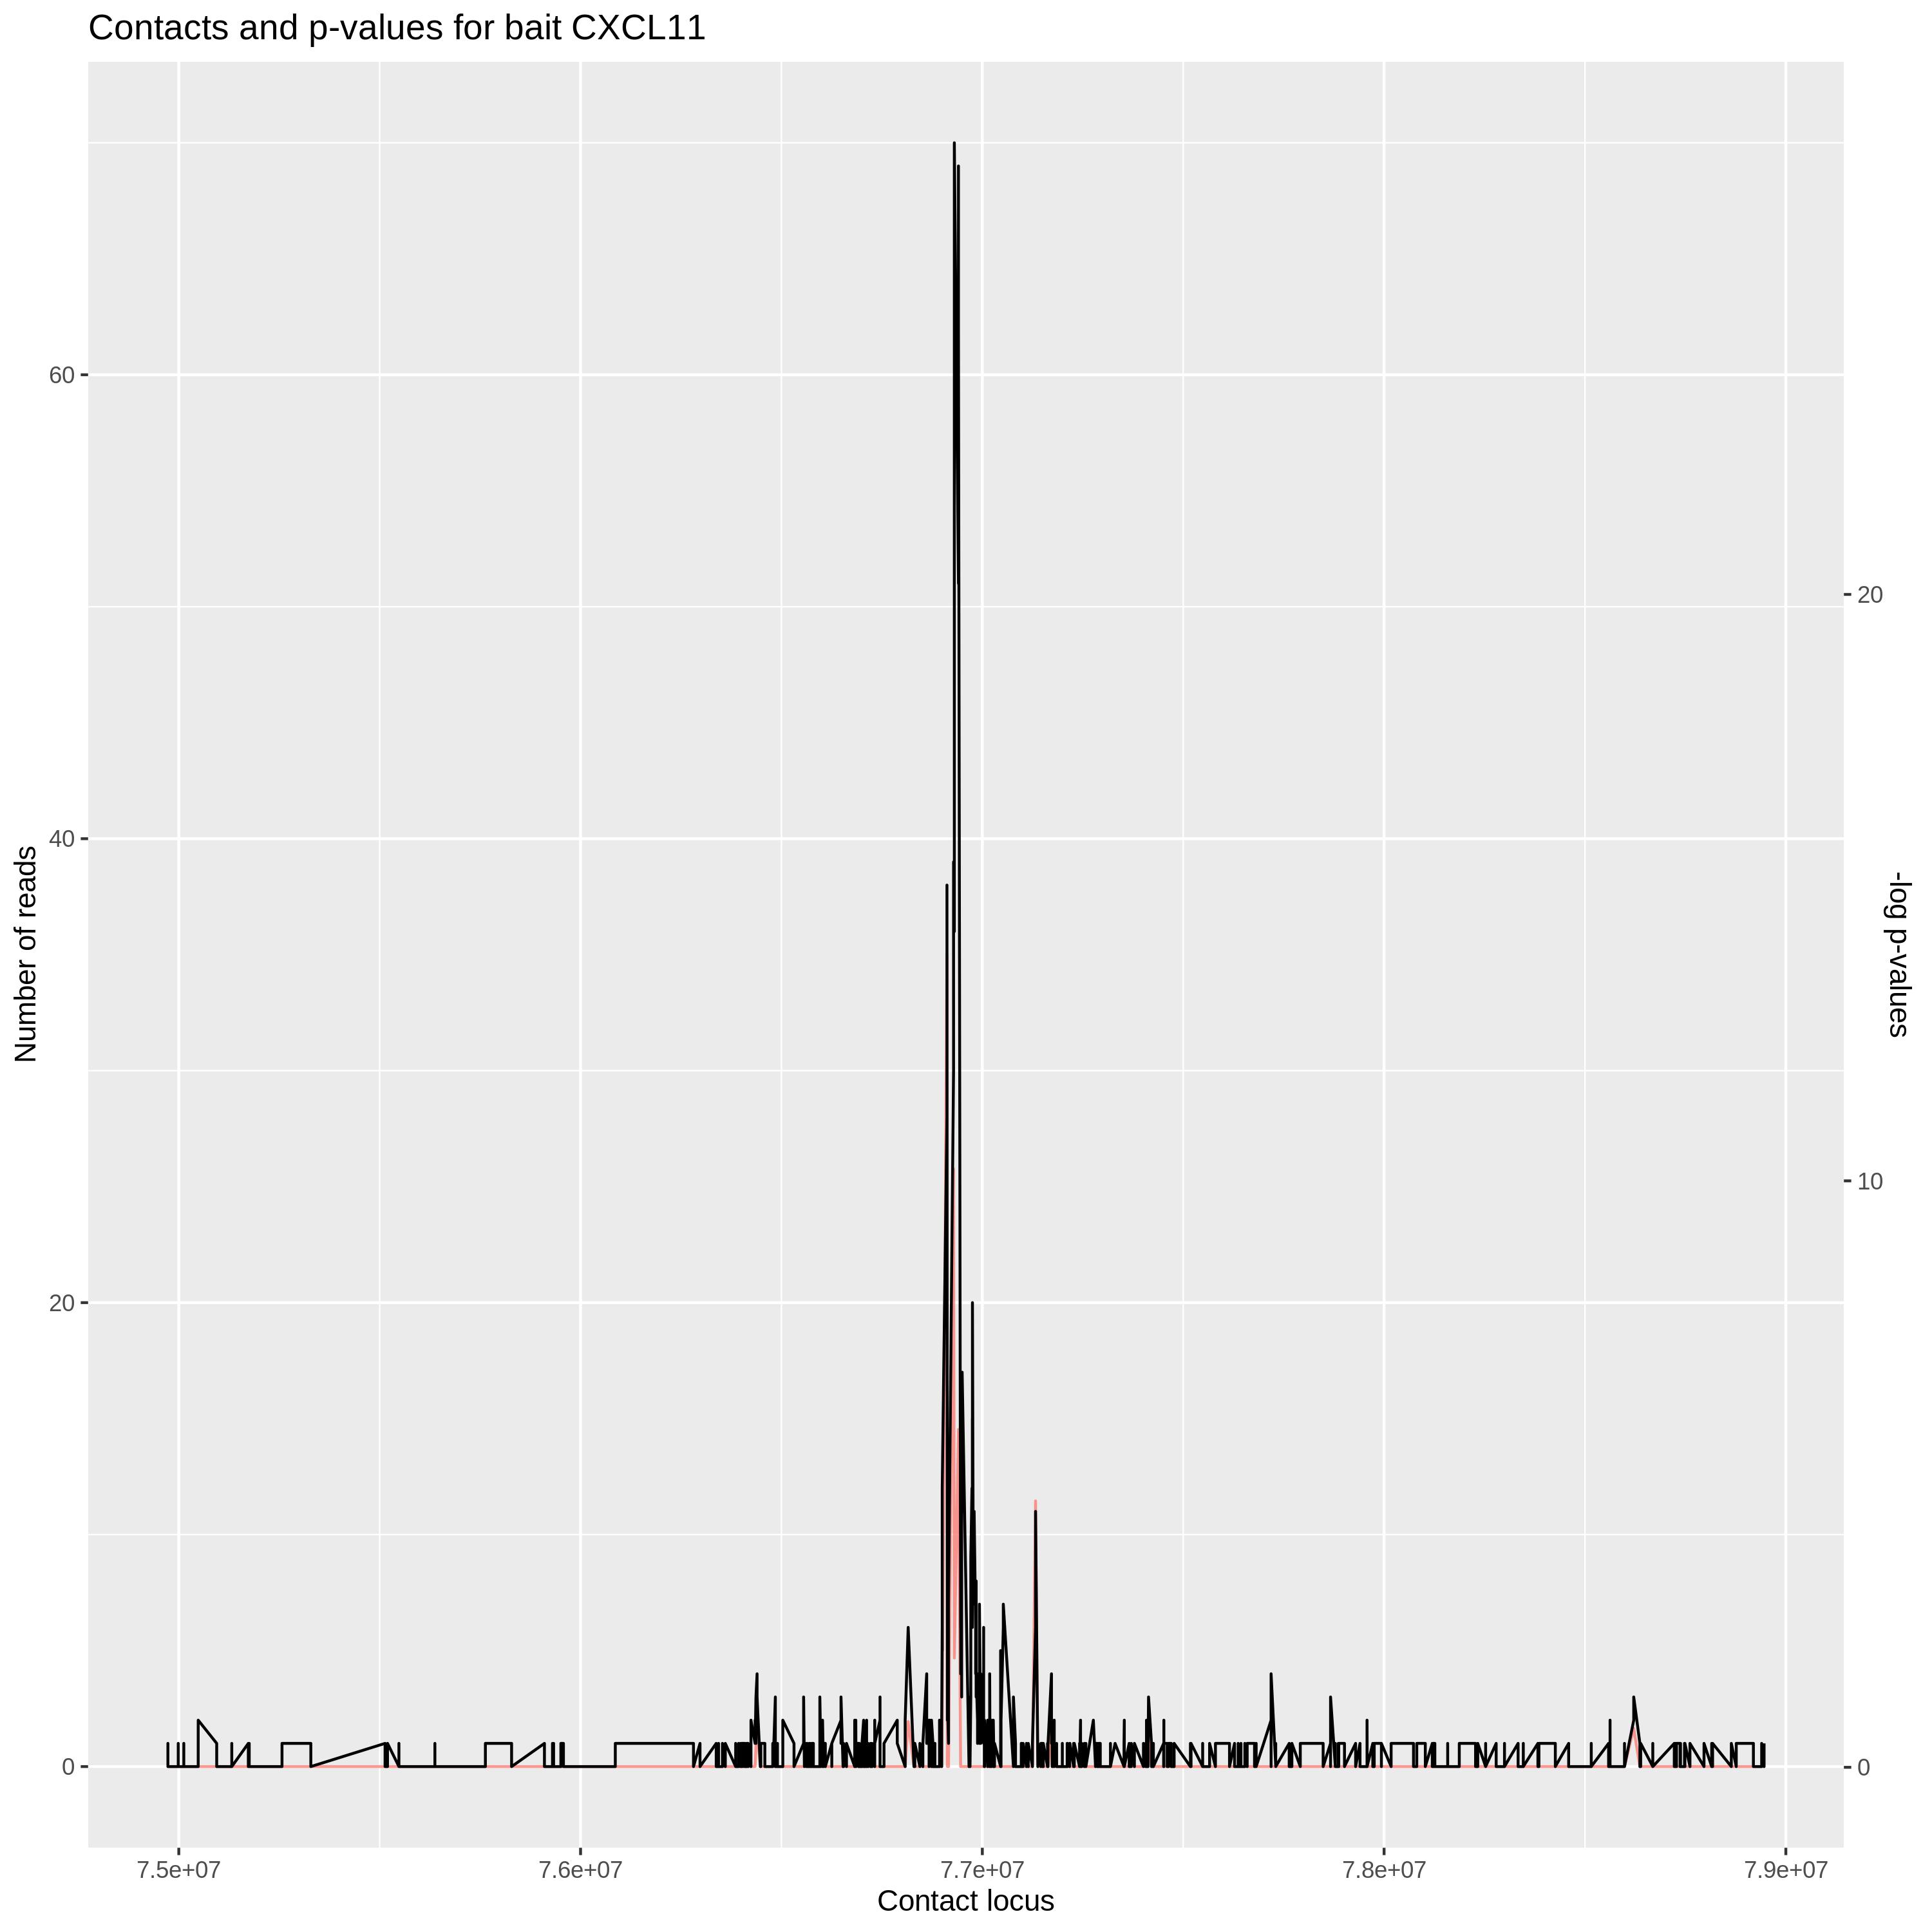 Contacts and p-values for bait CXCL11
60
40
20
0
Number of reads
20
10
0
-log p-values
7.5e+07 7.6e+07 7.7e+07 7.8e+07 7.9e+07
Contact locus